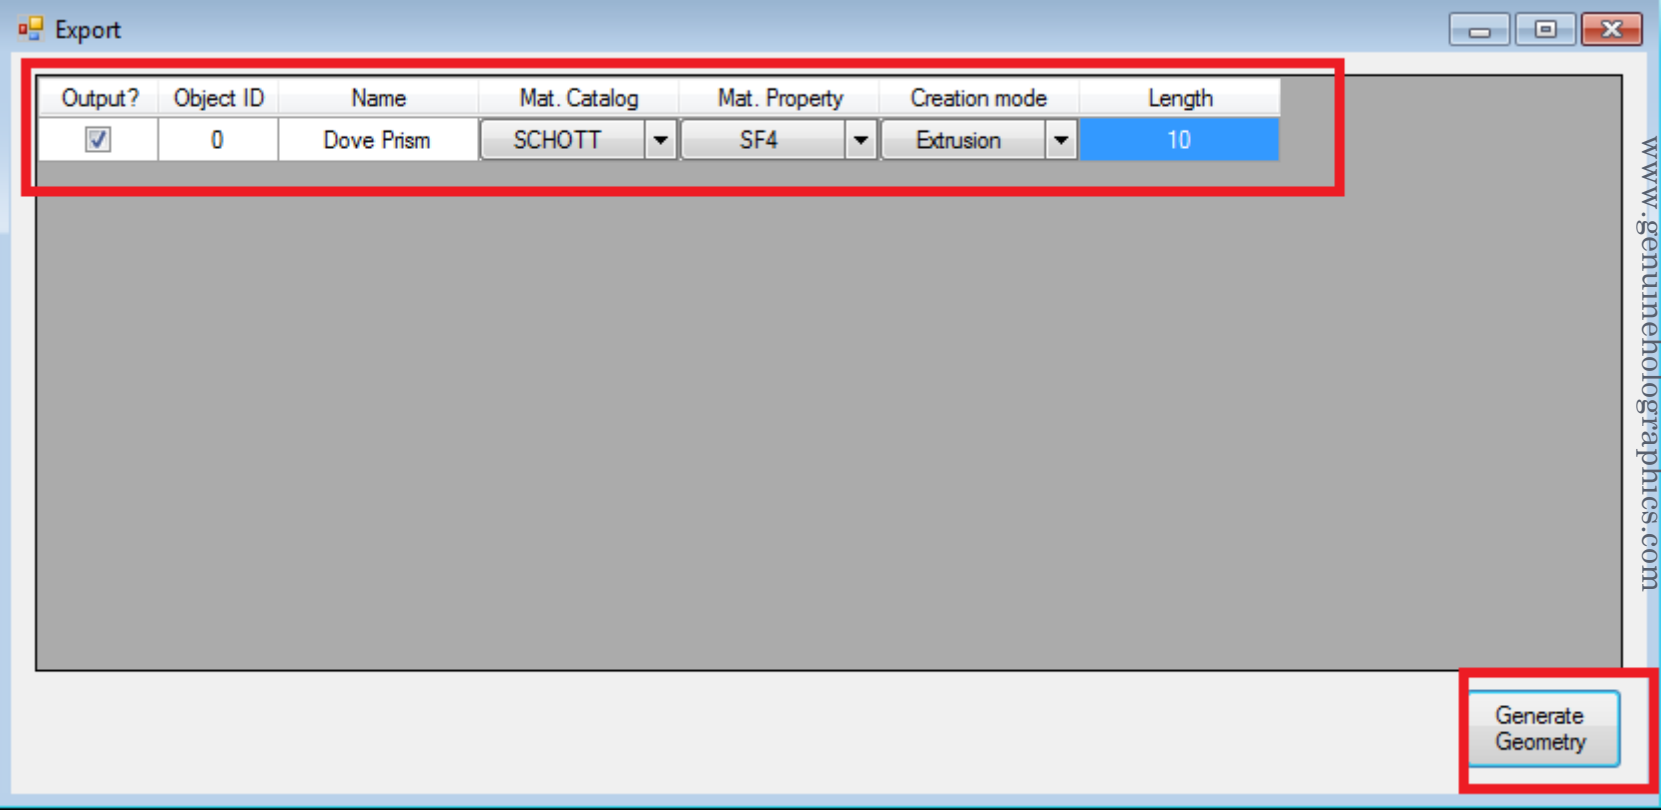 Export
Output? Object ID Name Mat. Catalog Mat. Property Creation mode Length
0 Dove Prism SCHOTT SF4 Extrusion 10
www.genuineholographics.com
Generate
Geometry